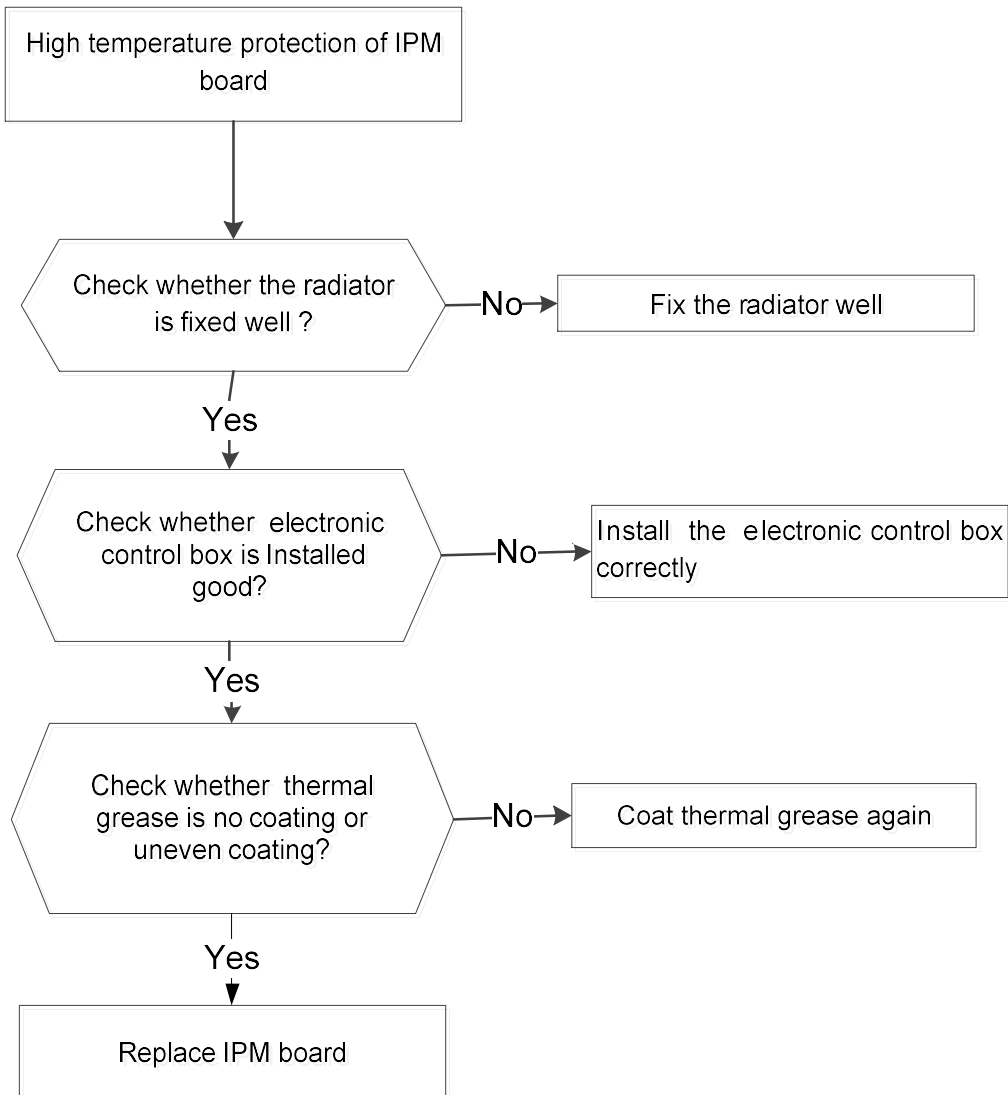 High temperature protection of IPM
board
Check whether the radiator
is fixed well ?
No
Fix the radiator well
Yes
Check whether electronic
control box is Installed
good?
No
Install the electronic control box
correctly
Yes
Check whether thermal
grease is no coating or
uneven coating?
No
Coat thermal grease again
Yes
Replace IPM board